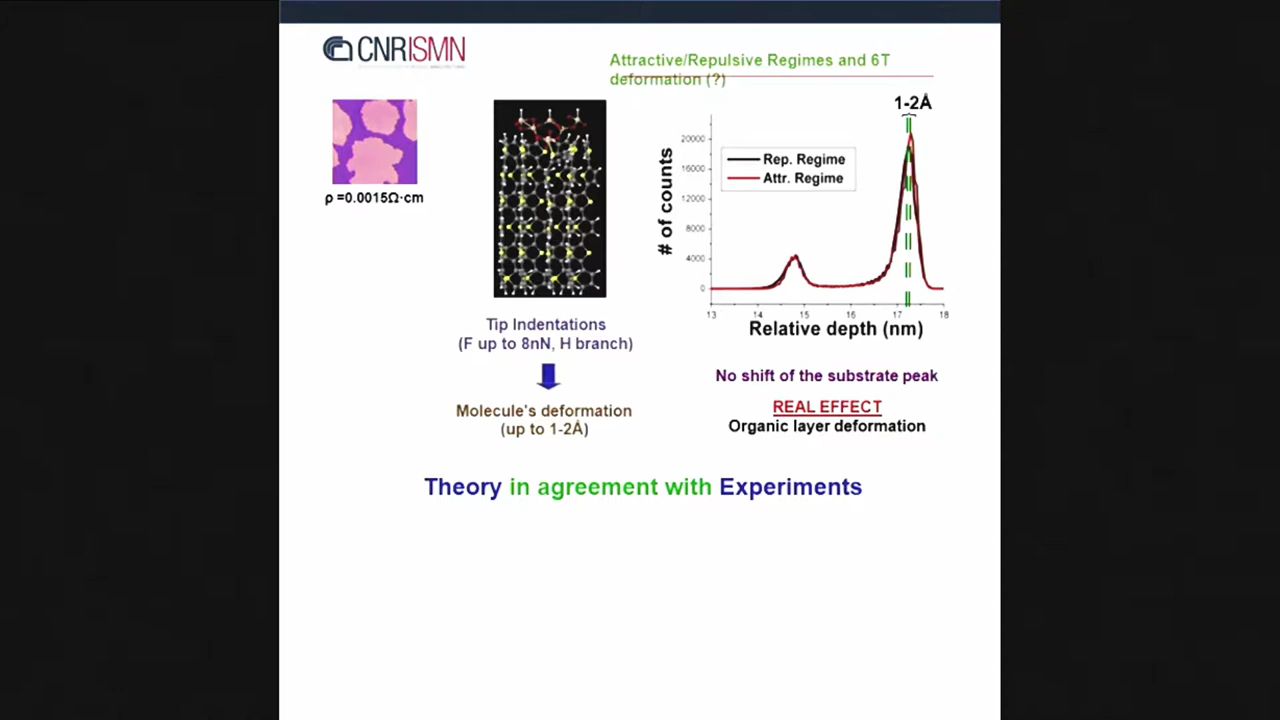 CNRISMN
Attractive/Repulsive Regimes and 6T
deformation (?)
ρ =0.0015Ω·cm
1-2Å
# of counts
20000
16000
12000
8000
4000
0
Rep. Regime
Attr. Regime
13 14 15 16 17 18
Relative depth (nm)
Tip Indentations
(F up to 8nN, H branch)
Molecule's deformation
(up to 1-2Å)
No shift of the substrate peak
REAL EFFECT
Organic layer deformation
Theory in agreement with Experiments